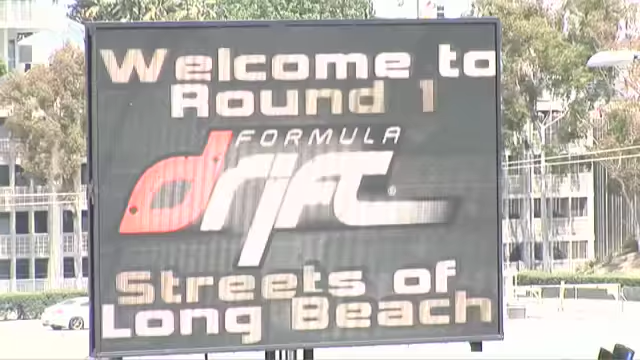 Welcome to
Round 1
FORMULA
drift®
Streets of
Long Beach